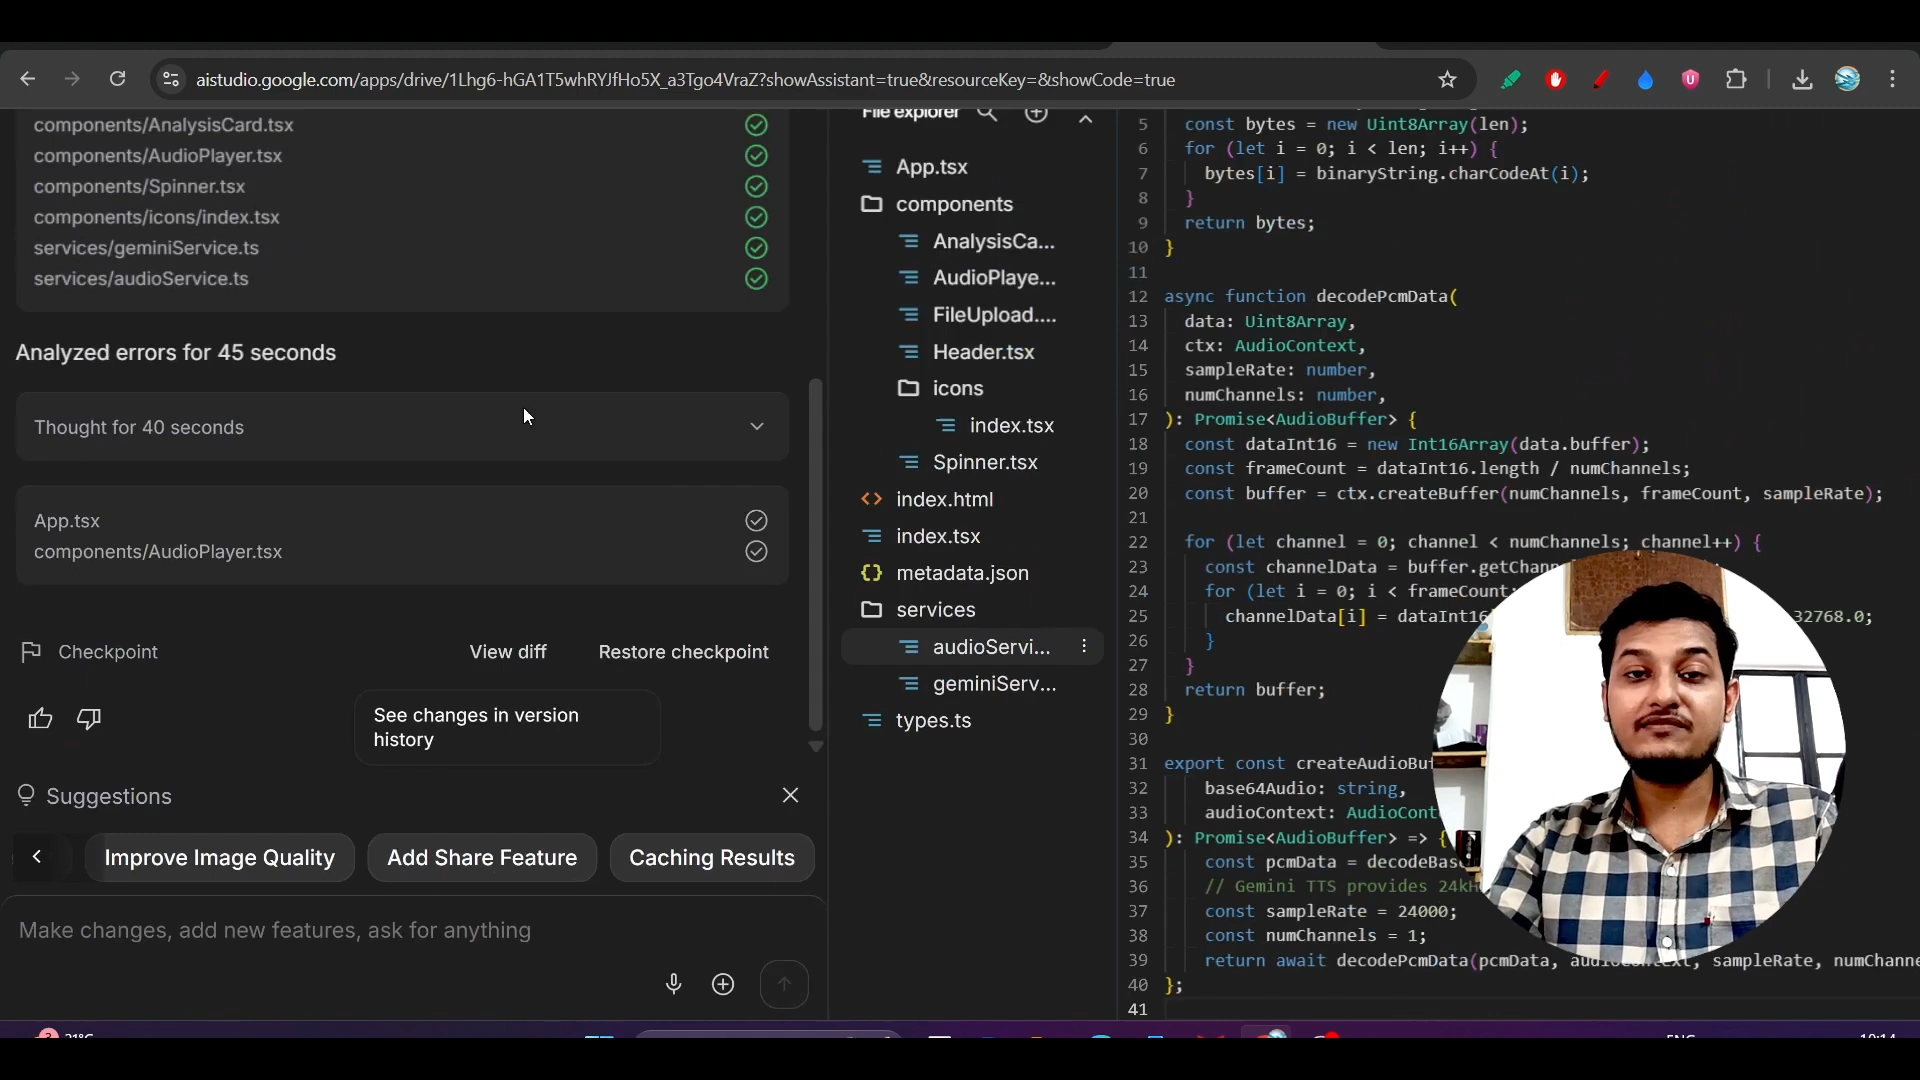 aistudio.google.com/apps/drive/1Lhg6-hGA1T5whRYJfHo5X_a3Tgo4VraZ?showAssistant=true&resourceKey=&showCode=true
components/AnalysisCard.tsx
components/AudioPlayer.tsx
components/Spinner.tsx
components/icons/index.tsx
services/geminiService.ts
services/audioService.ts
Analyzed errors for 45 seconds
Thought for 40 seconds
App.tsx
components/AudioPlayer.tsx
Checkpoint
View diff
Restore checkpoint
See changes in version
history
Suggestions
Improve Image Quality
Add Share Feature
Caching Results
Make changes, add new features, ask for anything
File explorer
App.tsx
components
AnalysisCa...
AudioPlaye...
FileUpload....
Header.tsx
icons
index.tsx
Spinner.tsx
index.html
index.tsx
metadata.json
services
audioServi...
geminiServ...
types.ts
5 const bytes = new Uint8Array(len);
6 for (let i = 0; i < len; i++) {
7 bytes[i] = binaryString.charCodeAt(i);
8 }
9 return bytes;
10 }
11
12 async function decodePcmData(
13 data: Uint8Array,
14 ctx: AudioContext,
15 sampleRate: number,
16 numChannels: number,
17 ): Promise<AudioBuffer> {
18 const dataInt16 = new Int16Array(data.buffer);
19 const frameCount = dataInt16.length / numChannels;
20 const buffer = ctx.createBuffer(numChannels, frameCount, sampleRate);
21
22 for (let channel = 0; channel < numChannels; channel++) {
23 const channelData = buffer.getChann
24 for (let i = 0; i < frameCount;
25 channelData[i] = dataInt16 32768.0;
26 }
27 }
28 return buffer;
29 }
30
31 export const createAudioBu
32 base64Audio: string,
33 audioContext: AudioCont
34 ): Promise<AudioBuffer> => {
35 const pcmData = decodeBas
36 // Gemini TTS provides 24kH
37 const sampleRate = 24000;
38 const numChannels = 1;
39 return await decodePcmData(pcmData, audioContext, sampleRate, numChanne
40 };
41